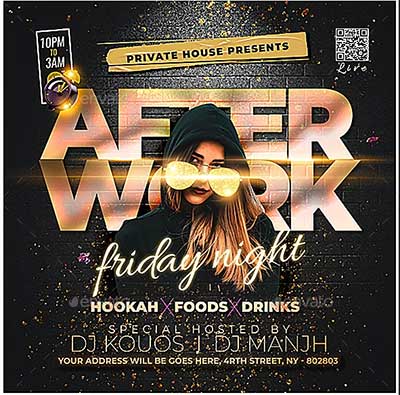 10PM
TO
3AM
PRIVATE HOUSE PRESENTS
Live
AFTER
WORK
friday night
HOOKAH X FOODS X DRINKS
SPECIAL HOSTED BY
DJ KOUOS | DJ MANJH
YOUR ADDRESS WILL BE GOES HERE, 4RTH STREET, NY - 802803